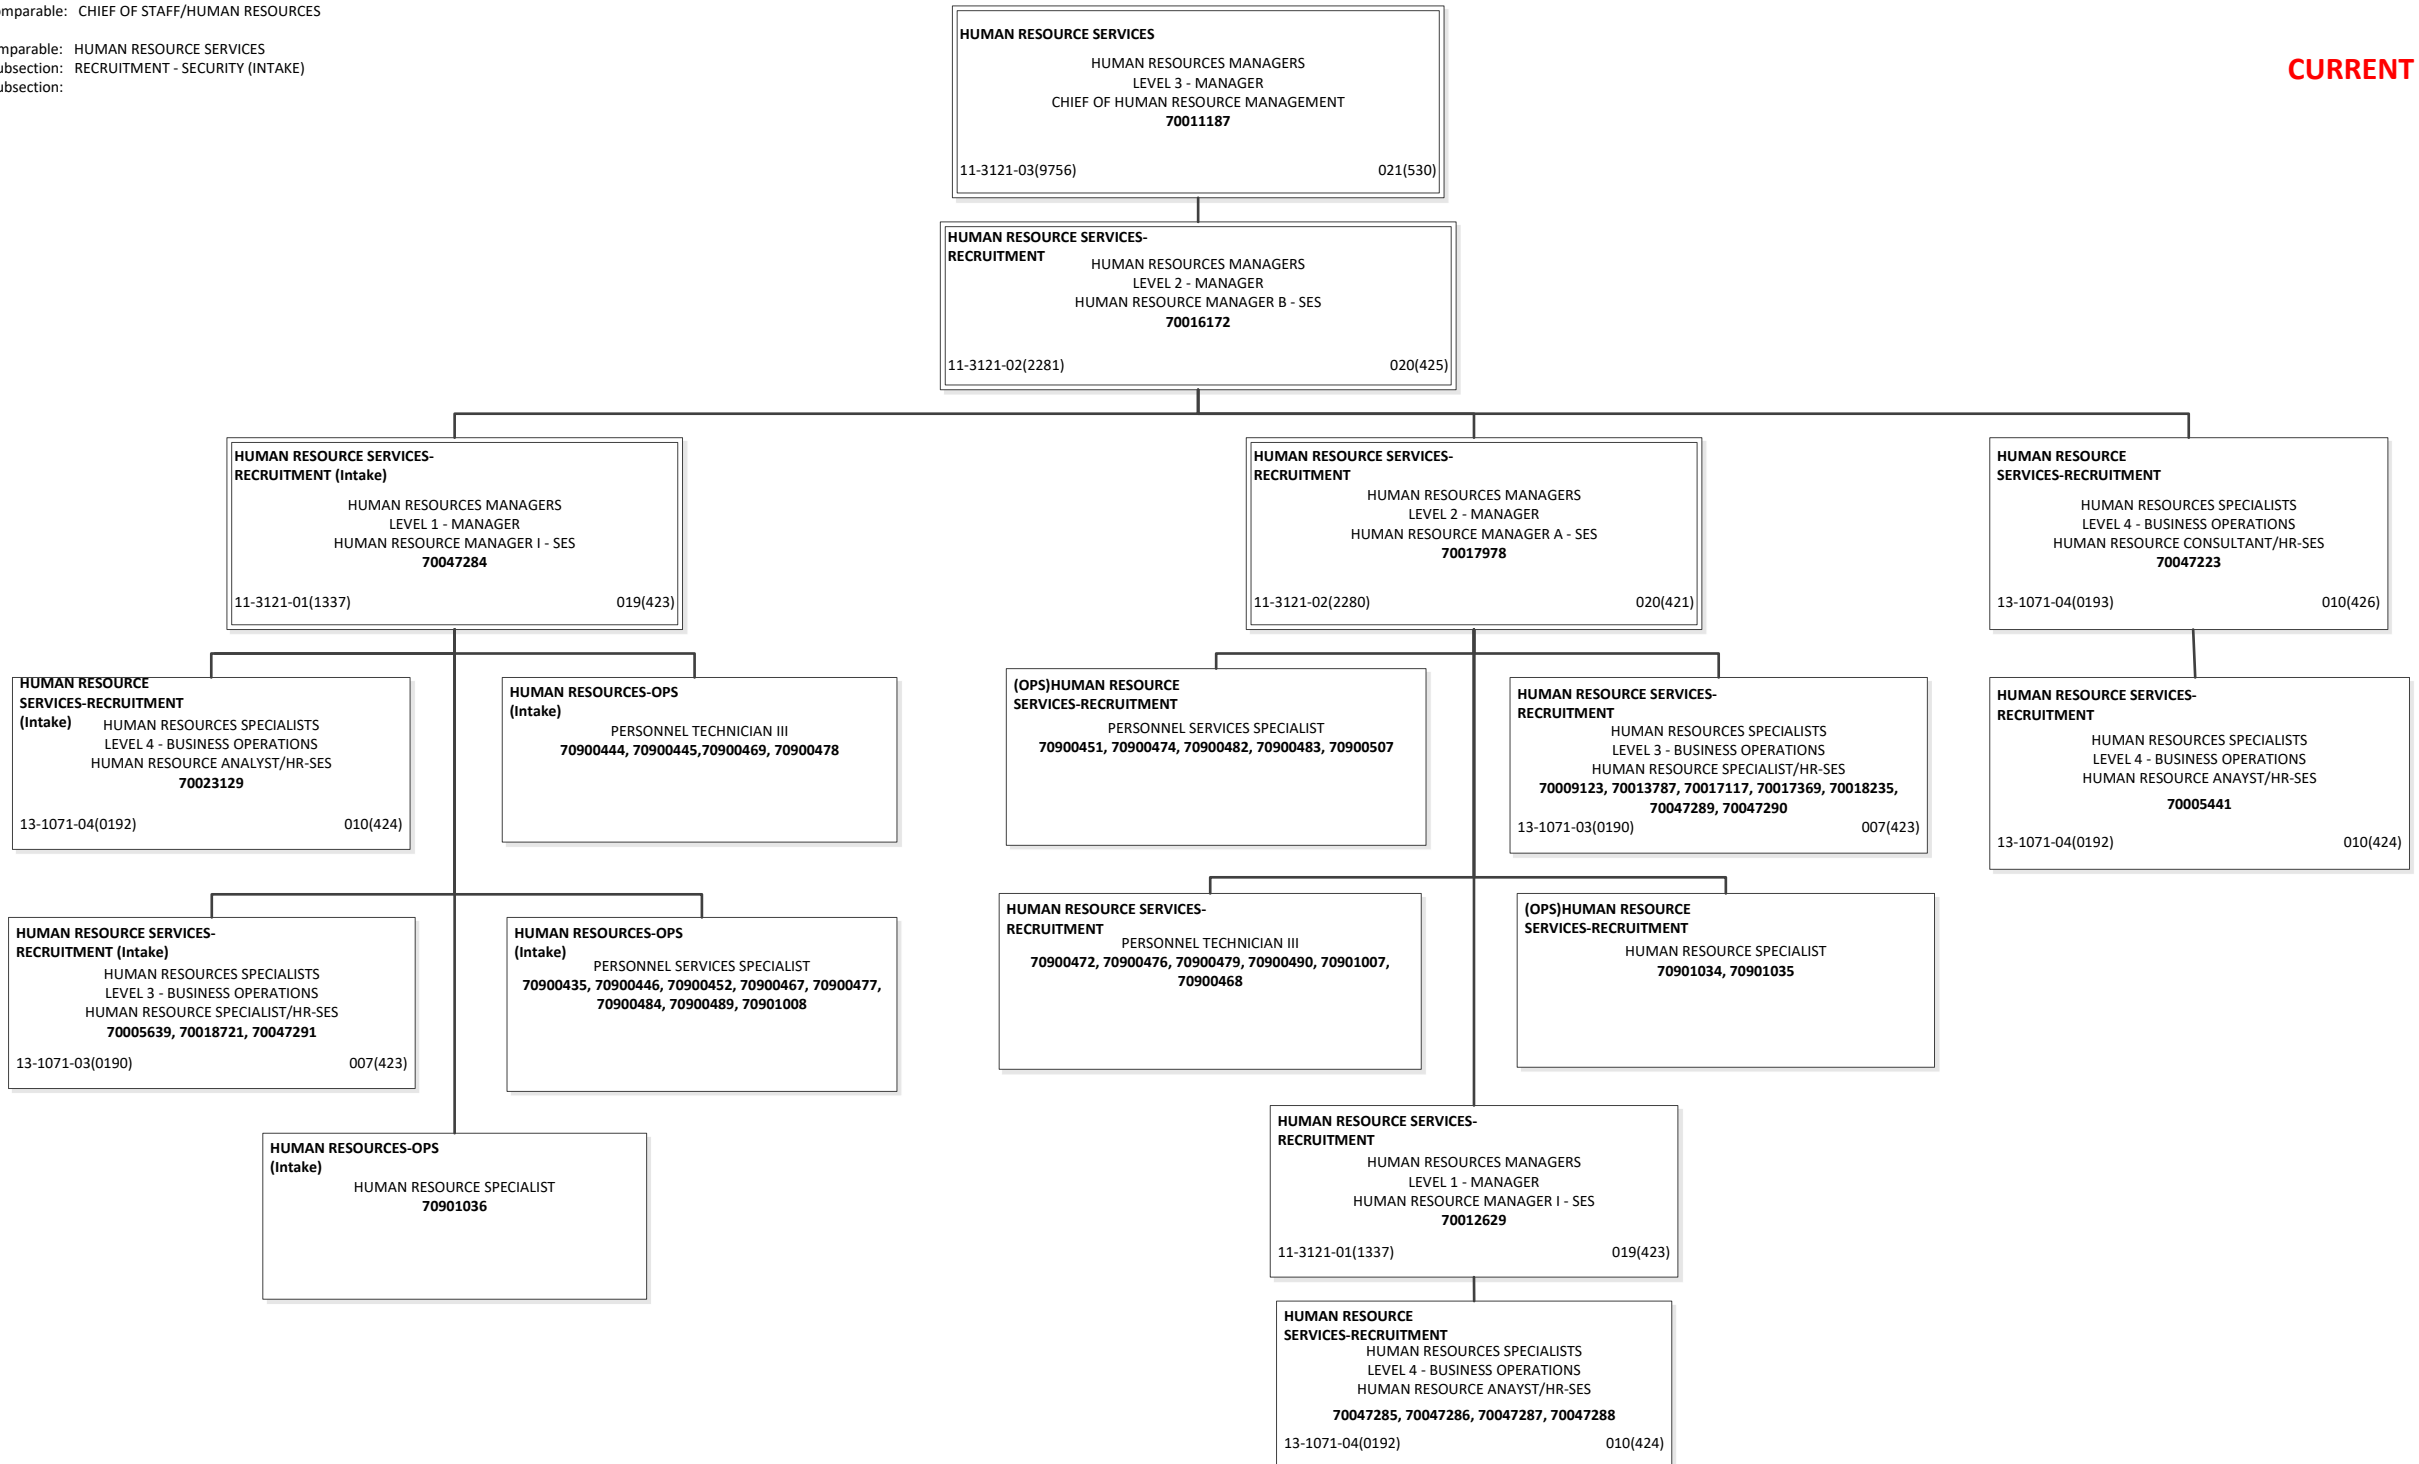 omparable: CHIEF OF STAFF/HUMAN RESOURCES
mparable: HUMAN RESOURCE SERVICES
ubsection: RECRUITMENT - SECURITY (INTAKE)
ubsection:
CURRENT
HUMAN RESOURCE SERVICES
HUMAN RESOURCES MANAGERS
LEVEL 3 - MANAGER
CHIEF OF HUMAN RESOURCE MANAGEMENT
70011187
11-3121-03(9756) 021(530)
HUMAN RESOURCE SERVICES-
RECRUITMENT
HUMAN RESOURCES MANAGERS
LEVEL 2 - MANAGER
HUMAN RESOURCE MANAGER B - SES
70016172
11-3121-02(2281) 020(425)
HUMAN RESOURCE SERVICES-
RECRUITMENT (Intake)
HUMAN RESOURCES MANAGERS
LEVEL 1 - MANAGER
HUMAN RESOURCE MANAGER I - SES
70047284
11-3121-01(1337) 019(423)
HUMAN RESOURCE SERVICES-
RECRUITMENT
HUMAN RESOURCES MANAGERS
LEVEL 2 - MANAGER
HUMAN RESOURCE MANAGER A - SES
70017978
11-3121-02(2280) 020(421)
HUMAN RESOURCE
SERVICES-RECRUITMENT
HUMAN RESOURCES SPECIALISTS
LEVEL 4 - BUSINESS OPERATIONS
HUMAN RESOURCE CONSULTANT/HR-SES
70047223
13-1071-04(0193) 010(426)
HUMAN RESOURCE
SERVICES-RECRUITMENT
(Intake)
HUMAN RESOURCES SPECIALISTS
LEVEL 4 - BUSINESS OPERATIONS
HUMAN RESOURCE ANALYST/HR-SES
70023129
13-1071-04(0192) 010(424)
HUMAN RESOURCES-OPS
(Intake)
PERSONNEL TECHNICIAN III
70900444, 70900445,70900469, 70900478
(OPS)HUMAN RESOURCE
SERVICES-RECRUITMENT
PERSONNEL SERVICES SPECIALIST
70900451, 70900474, 70900482, 70900483, 70900507
HUMAN RESOURCE SERVICES-
RECRUITMENT
HUMAN RESOURCES SPECIALISTS
LEVEL 3 - BUSINESS OPERATIONS
HUMAN RESOURCE SPECIALIST/HR-SES
70009123, 70013787, 70017117, 70017369, 70018235,
70047289, 70047290
13-1071-03(0190) 007(423)
HUMAN RESOURCE SERVICES-
RECRUITMENT
HUMAN RESOURCES SPECIALISTS
LEVEL 4 - BUSINESS OPERATIONS
HUMAN RESOURCE ANAYST/HR-SES
70005441
13-1071-04(0192) 010(424)
HUMAN RESOURCE SERVICES-
RECRUITMENT (Intake)
HUMAN RESOURCES SPECIALISTS
LEVEL 3 - BUSINESS OPERATIONS
HUMAN RESOURCE SPECIALIST/HR-SES
70005639, 70018721, 70047291
13-1071-03(0190) 007(423)
HUMAN RESOURCES-OPS
(Intake)
PERSONNEL SERVICES SPECIALIST
70900435, 70900446, 70900452, 70900467, 70900477,
70900484, 70900489, 70901008
HUMAN RESOURCE SERVICES-
RECRUITMENT
PERSONNEL TECHNICIAN III
70900472, 70900476, 70900479, 70900490, 70901007,
70900468
(OPS)HUMAN RESOURCE
SERVICES-RECRUITMENT
HUMAN RESOURCE SPECIALIST
70901034, 70901035
HUMAN RESOURCES-OPS
(Intake)
HUMAN RESOURCE SPECIALIST
70901036
HUMAN RESOURCE SERVICES-
RECRUITMENT
HUMAN RESOURCES MANAGERS
LEVEL 1 - MANAGER
HUMAN RESOURCE MANAGER I - SES
70012629
11-3121-01(1337) 019(423)
HUMAN RESOURCE
SERVICES-RECRUITMENT
HUMAN RESOURCES SPECIALISTS
LEVEL 4 - BUSINESS OPERATIONS
HUMAN RESOURCE ANAYST/HR-SES
70047285, 70047286, 70047287, 70047288
13-1071-04(0192) 010(424)